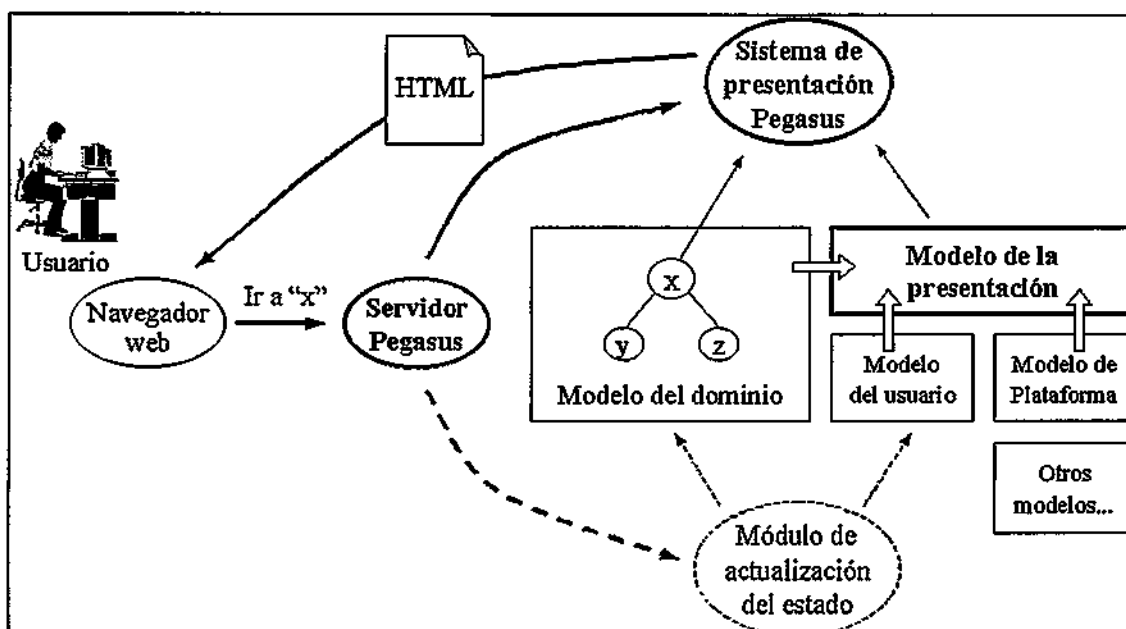 Sistema de
presentación
Pegasus
HTML
Usuario
Navegador
web
Ir a “x”
Servidor
Pegasus
x
y
z
Modelo del dominio
Modelo de la
presentación
Modelo
del usuario
Modelo de
Plataforma
Otros
modelos...
Módulo de
actualización
del estado